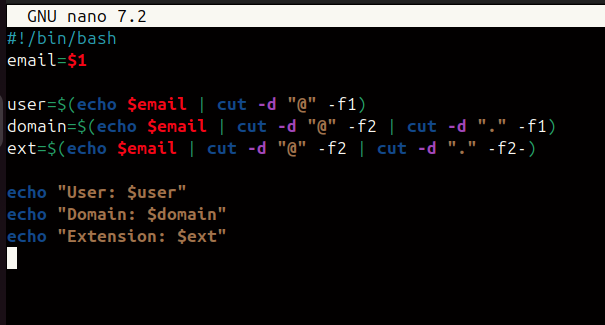 GNU nano 7.2
#!/bin/bash
email=$1
user=$(echo $email | cut -d "@" -f1)
domain=$(echo $email | cut -d "@" -f2 | cut -d "." -f1)
ext=$(echo $email | cut -d "@" -f2 | cut -d "." -f2-)
echo "User: $user"
echo "Domain: $domain"
echo "Extension: $ext"